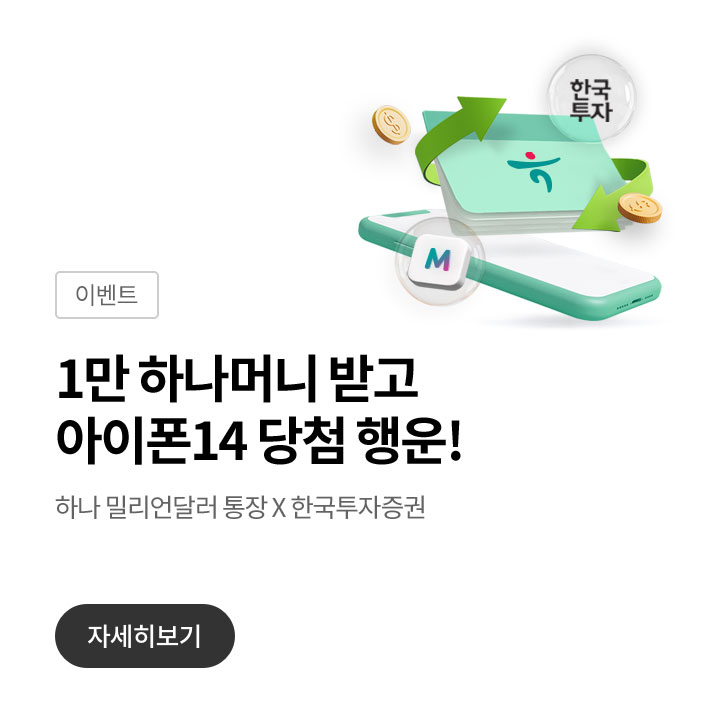 한국
투자
M
이벤트
1만 하나머니 받고
아이폰14 당첨 행운!
하나 밀리언달러 통장 X 한국투자증권
자세히보기